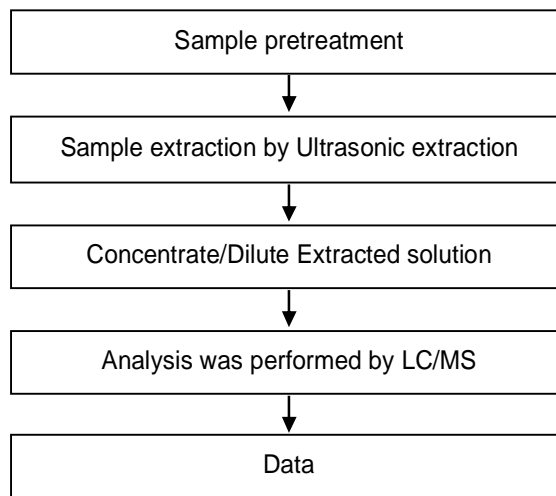 Sample pretreatment
Sample extraction by Ultrasonic extraction
Concentrate/Dilute Extracted solution
Analysis was performed by LC/MS
Data